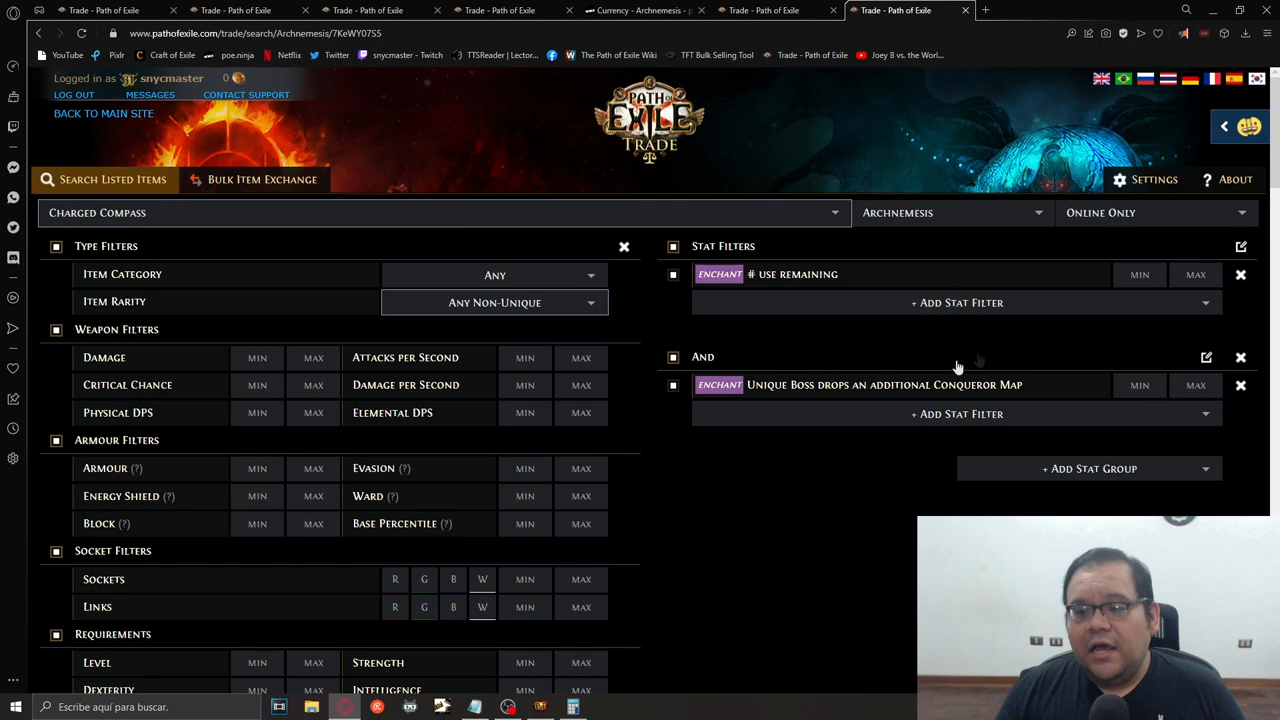 Trade - Path of Exile
Trade - Path of Exile
Trade - Path of Exile
Trade - Path of Exile
Currency - Archnemesis - p
Trade - Path of Exile
Trade - Path of Exile
www.pathofexile.com/trade/search/Archnemesis/7KeWY07S5
YouTube
Pixlr
Craft of Exile
poe.ninja
Netflix
Twitter
snycmaster - Twitch
TTSReader | Lector...
The Path of Exile Wiki
TFT Bulk Selling Tool
Trade - Path of Exile
Joey B vs. the Worl...
Logged in as snycmaster 0
LOG OUT MESSAGES CONTACT SUPPORT
BACK TO MAIN SITE
PATH OF EXILE TRADE
Search Listed Items
Bulk Item Exchange
Settings
? About
Charged Compass
Archnemesis
Online Only
Type Filters
Item Category Any
Item Rarity Any Non-Unique
Weapon Filters
Damage MIN MAX Attacks per Second MIN MAX
Critical Chance MIN MAX Damage per Second MIN MAX
Physical DPS MIN MAX Elemental DPS MIN MAX
Armour Filters
Armour (?) MIN MAX Evasion (?) MIN MAX
Energy Shield (?) MIN MAX Ward (?) MIN MAX
Block (?) MIN MAX Base Percentile (?) MIN MAX
Socket Filters
Sockets R G B W MIN MAX
Links R G B W MIN MAX
Requirements
Level MIN MAX Strength MIN MAX
Dexterity MIN MAX Intelligence MIN MAX
Stat Filters
ENCHANT # use remaining MIN MAX
+ Add Stat Filter
And
ENCHANT Unique Boss drops an additional Conqueror Map MIN MAX
+ Add Stat Filter
+ Add Stat Group
Escribe aquí para buscar.